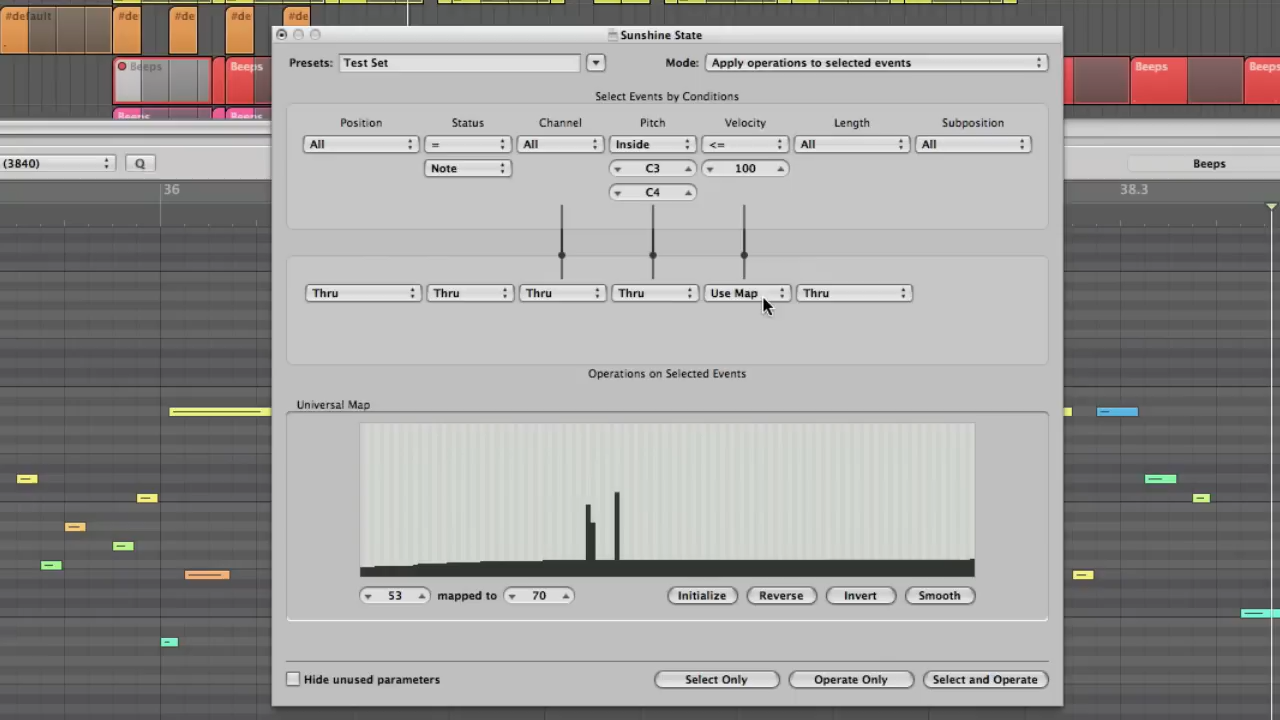 #default #de #de #de #de
Sunshine State
Beeps Beeps Beeps Beeps
Presets: Test Set Mode: Apply operations to selected events
Select Events by Conditions
Beeps Beeps
Position Status Channel Pitch Velocity Length Subposition
All = All Inside <= All All
(3840) Q Beeps
Note C3 100
C4
36 38.3
Thru Thru Thru Thru Use Map Thru
Operations on Selected Events
Universal Map
53 mapped to 70 Initialize Reverse Invert Smooth
Hide unused parameters Select Only Operate Only Select and Operate